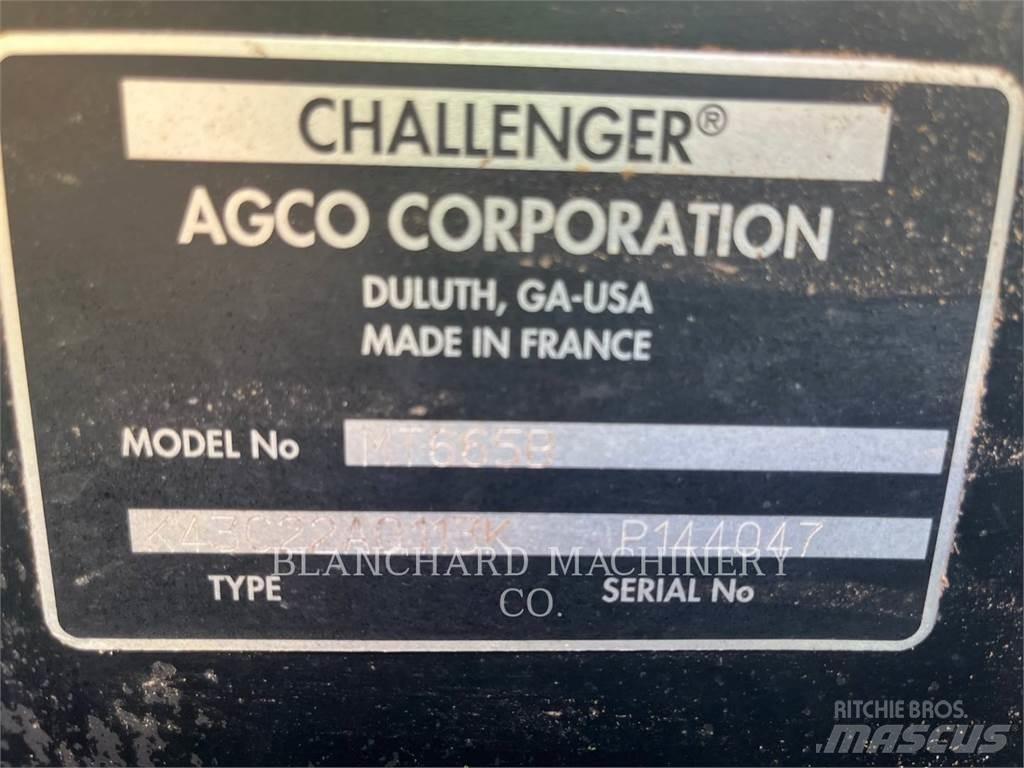 CHALLENGER®
AGCO CORPORATION
DULUTH, GA-USA
MADE IN FRANCE
MODEL No MT665B
K43C22A0113K P144047
BLANCHARD MACHINERY
CO.
TYPE SERIAL No
RITCHIE BROS.
MASCUS